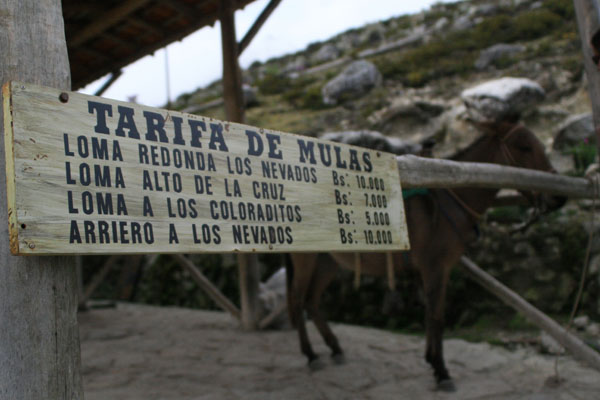 TARIFA DE MULAS
LOMA REDONDA LOS NEVADOS Bs: 10.000
LOMA ALTO DE LA CRUZ Bs: 7.000
LOMA A LOS COLORADITOS Bs: 5.000
ARRIERO A LOS NEVADOS Bs: 10.000